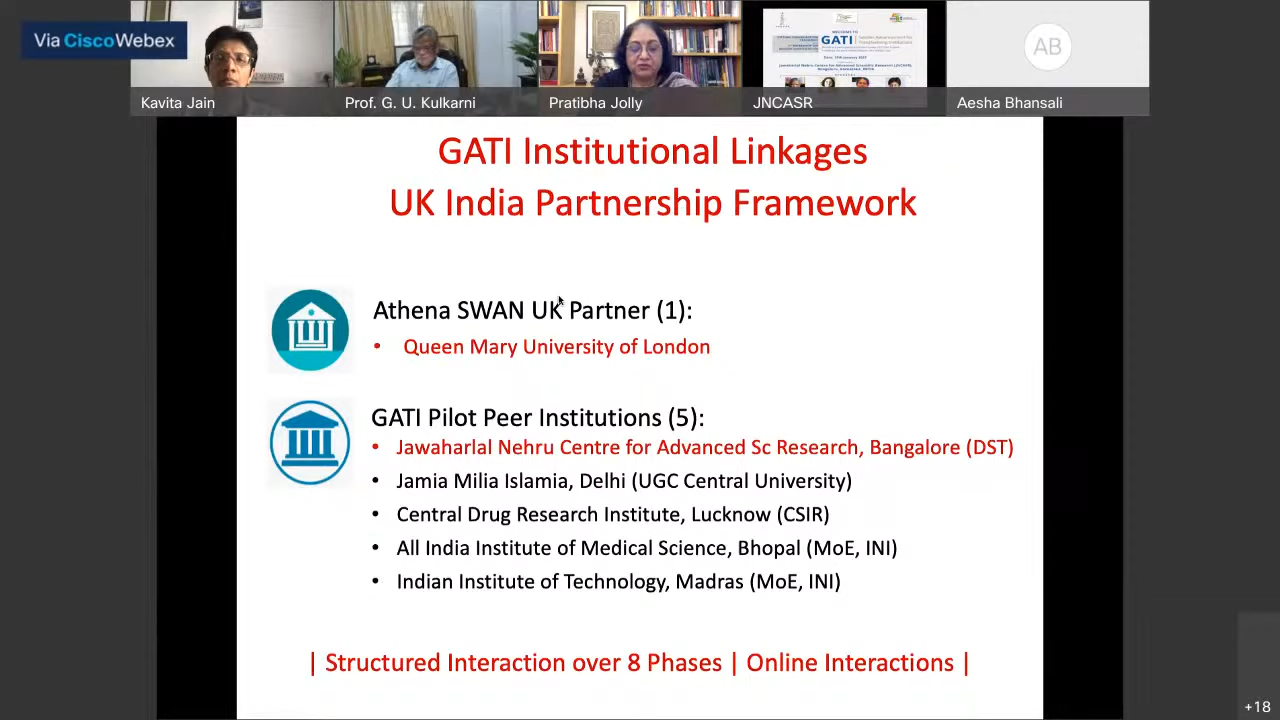 Via CiscoWebex
Kavita Jain
Prof. G. U. Kulkarni
Pratibha Jolly
JNCASR
AB
Aesha Bhansali
WELCOME TO
GATI
GATI Institutional Linkages
UK India Partnership Framework
Athena SWAN UK Partner (1):
• Queen Mary University of London
GATI Pilot Peer Institutions (5):
• Jawaharlal Nehru Centre for Advanced Sc Research, Bangalore (DST)
• Jamia Milia Islamia, Delhi (UGC Central University)
• Central Drug Research Institute, Lucknow (CSIR)
• All India Institute of Medical Science, Bhopal (MoE, INI)
• Indian Institute of Technology, Madras (MoE, INI)
| Structured Interaction over 8 Phases | Online Interactions |
+18